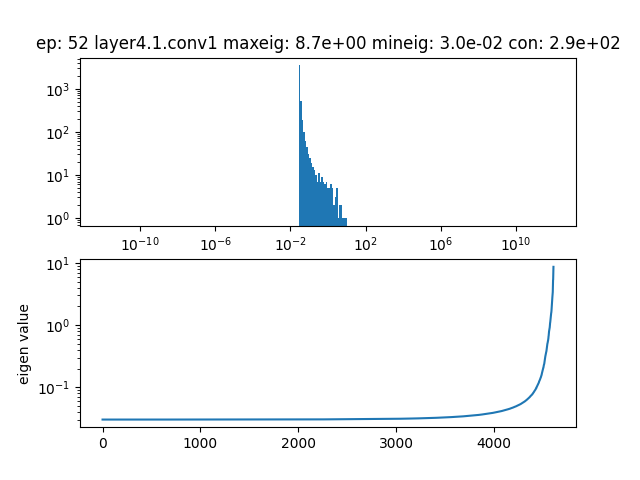 ep: 52 layer4.1.conv1 maxeig: 8.7e+00 mineig: 3.0e-02 con: 2.9e+02
10³
10²
10¹
10⁰
10⁻¹⁰ 10⁻⁶ 10⁻² 10² 10⁶ 10¹⁰
eigen value
10¹
10⁰
10⁻¹
0 1000 2000 3000 4000